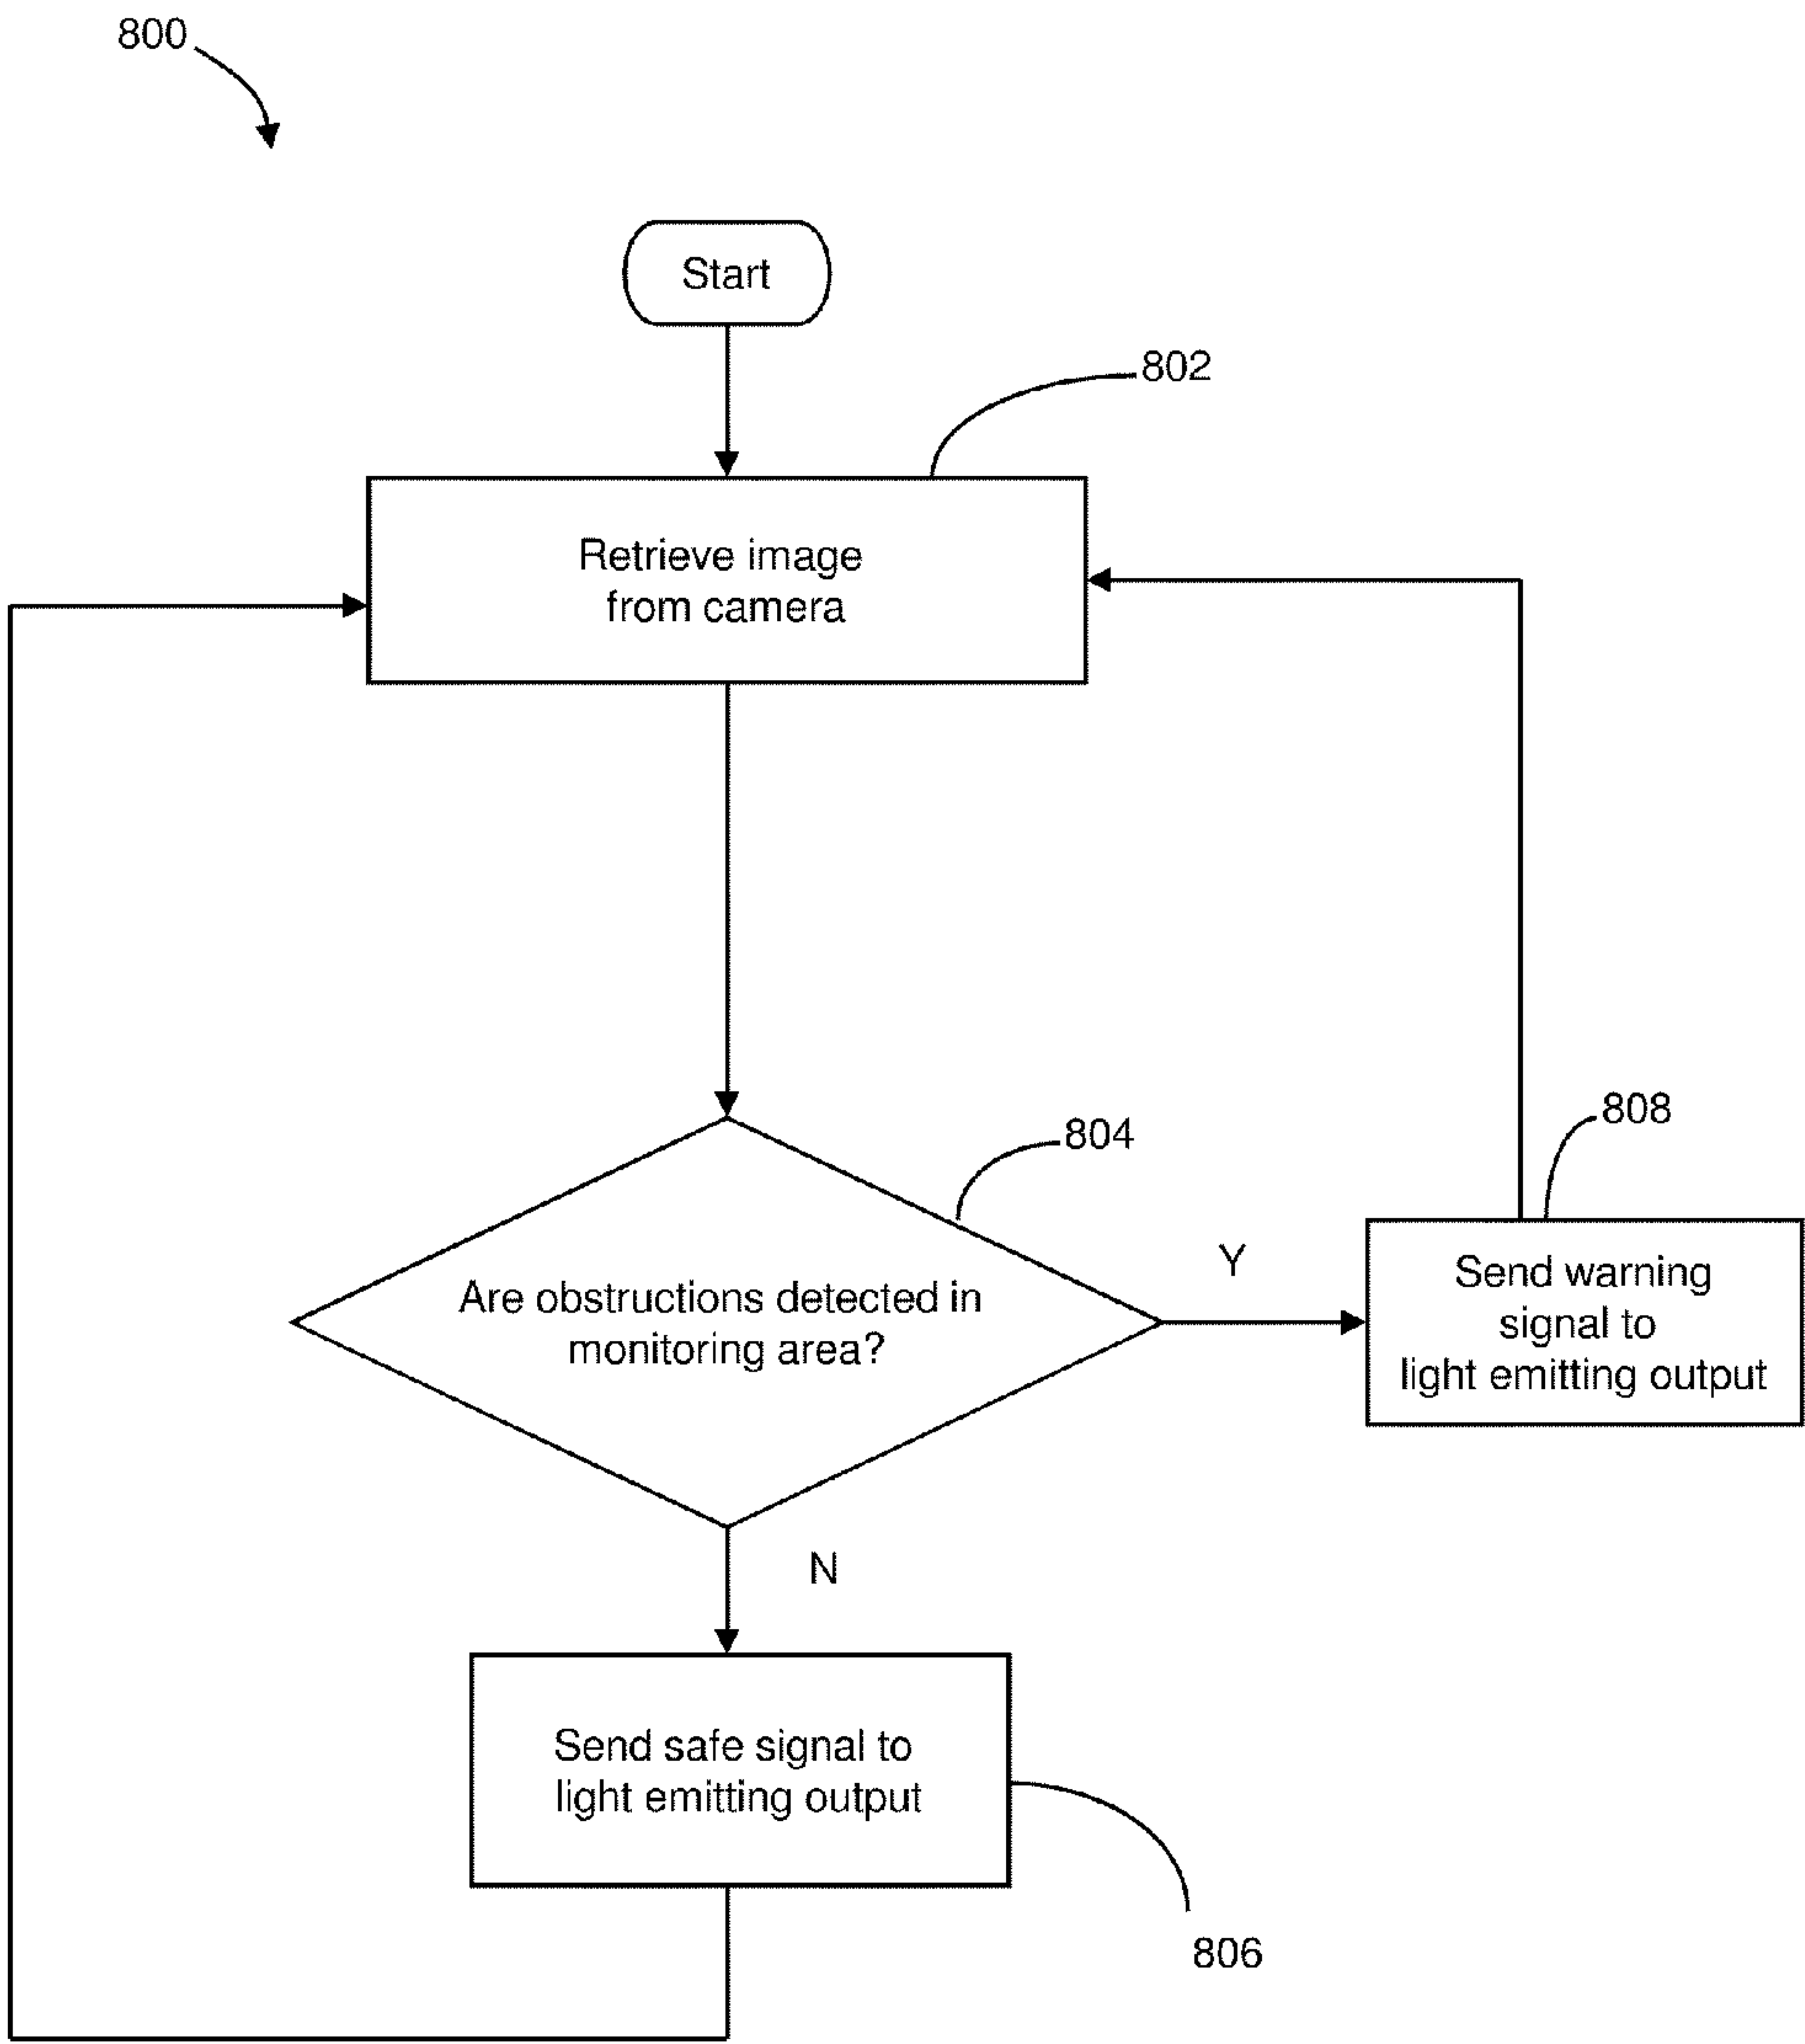 800
Start
802
Retrieve image
from camera
804
808
Are obstructions detected in
monitoring area?
Y
Send warning
signal to
light emitting output
N
Send safe signal to
light emitting output
806